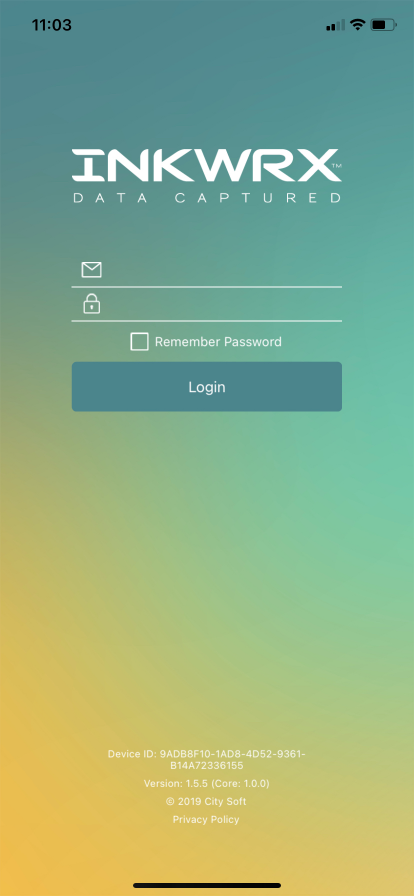 11:03
INKWRX™
DATA CAPTURED
Remember Password
Login
Device ID: 9ADB8F10-1AD8-4D52-9361-
B14A72336155
Version: 1.5.5 (Core: 1.0.0)
© 2019 City Soft
Privacy Policy